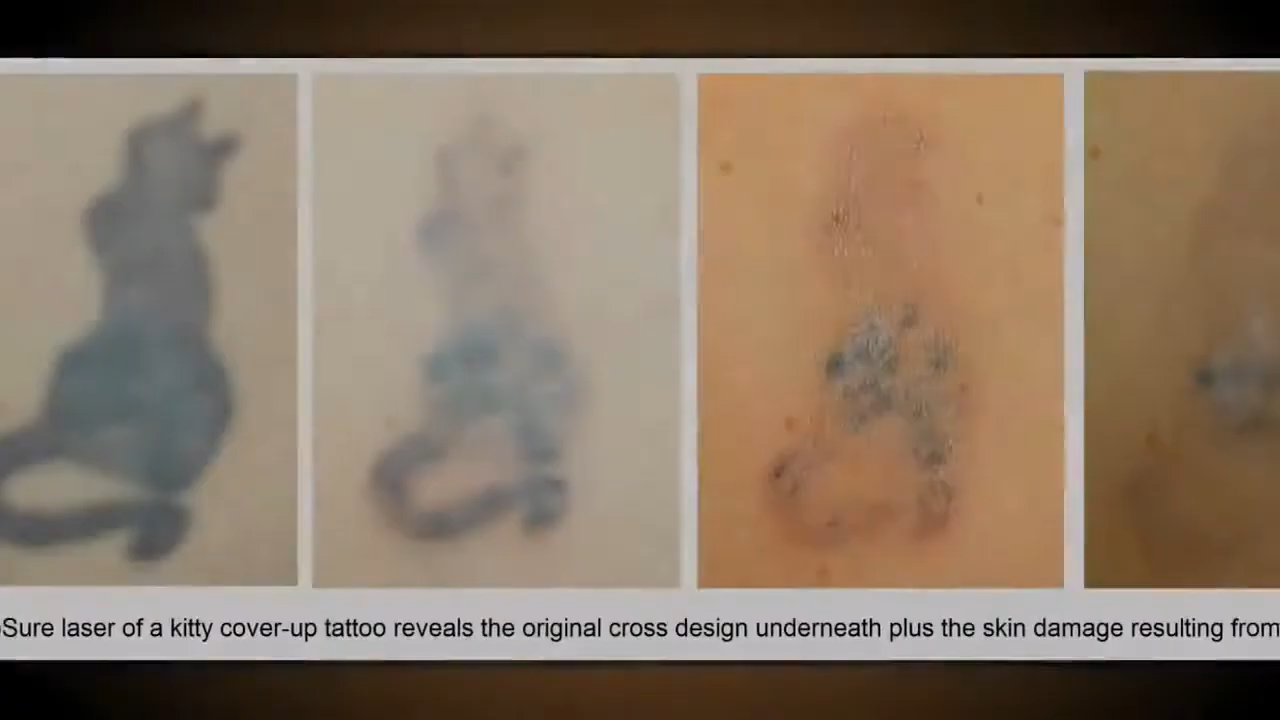 Sure laser of a kitty cover-up tattoo reveals the original cross design underneath plus the skin damage resulting from